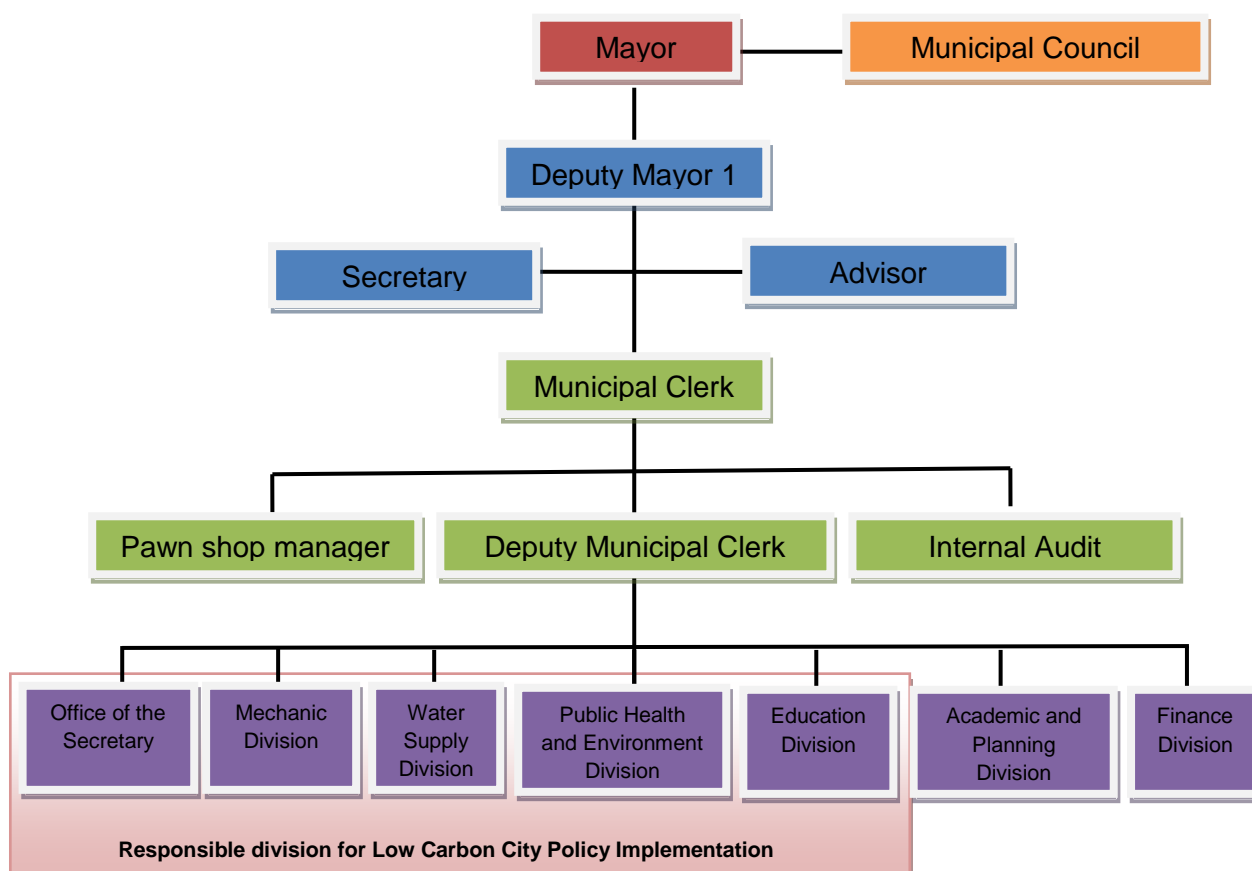 Mayor
Municipal Council
Deputy Mayor 1
Secretary
Advisor
Municipal Clerk
Pawn shop manager
Deputy Municipal Clerk
Internal Audit
Office of the
Secretary
Mechanic
Division
Water
Supply
Division
Public Health
and Environment
Division
Education
Division
Academic and
Planning
Division
Finance
Division
Responsible division for Low Carbon City Policy Implementation